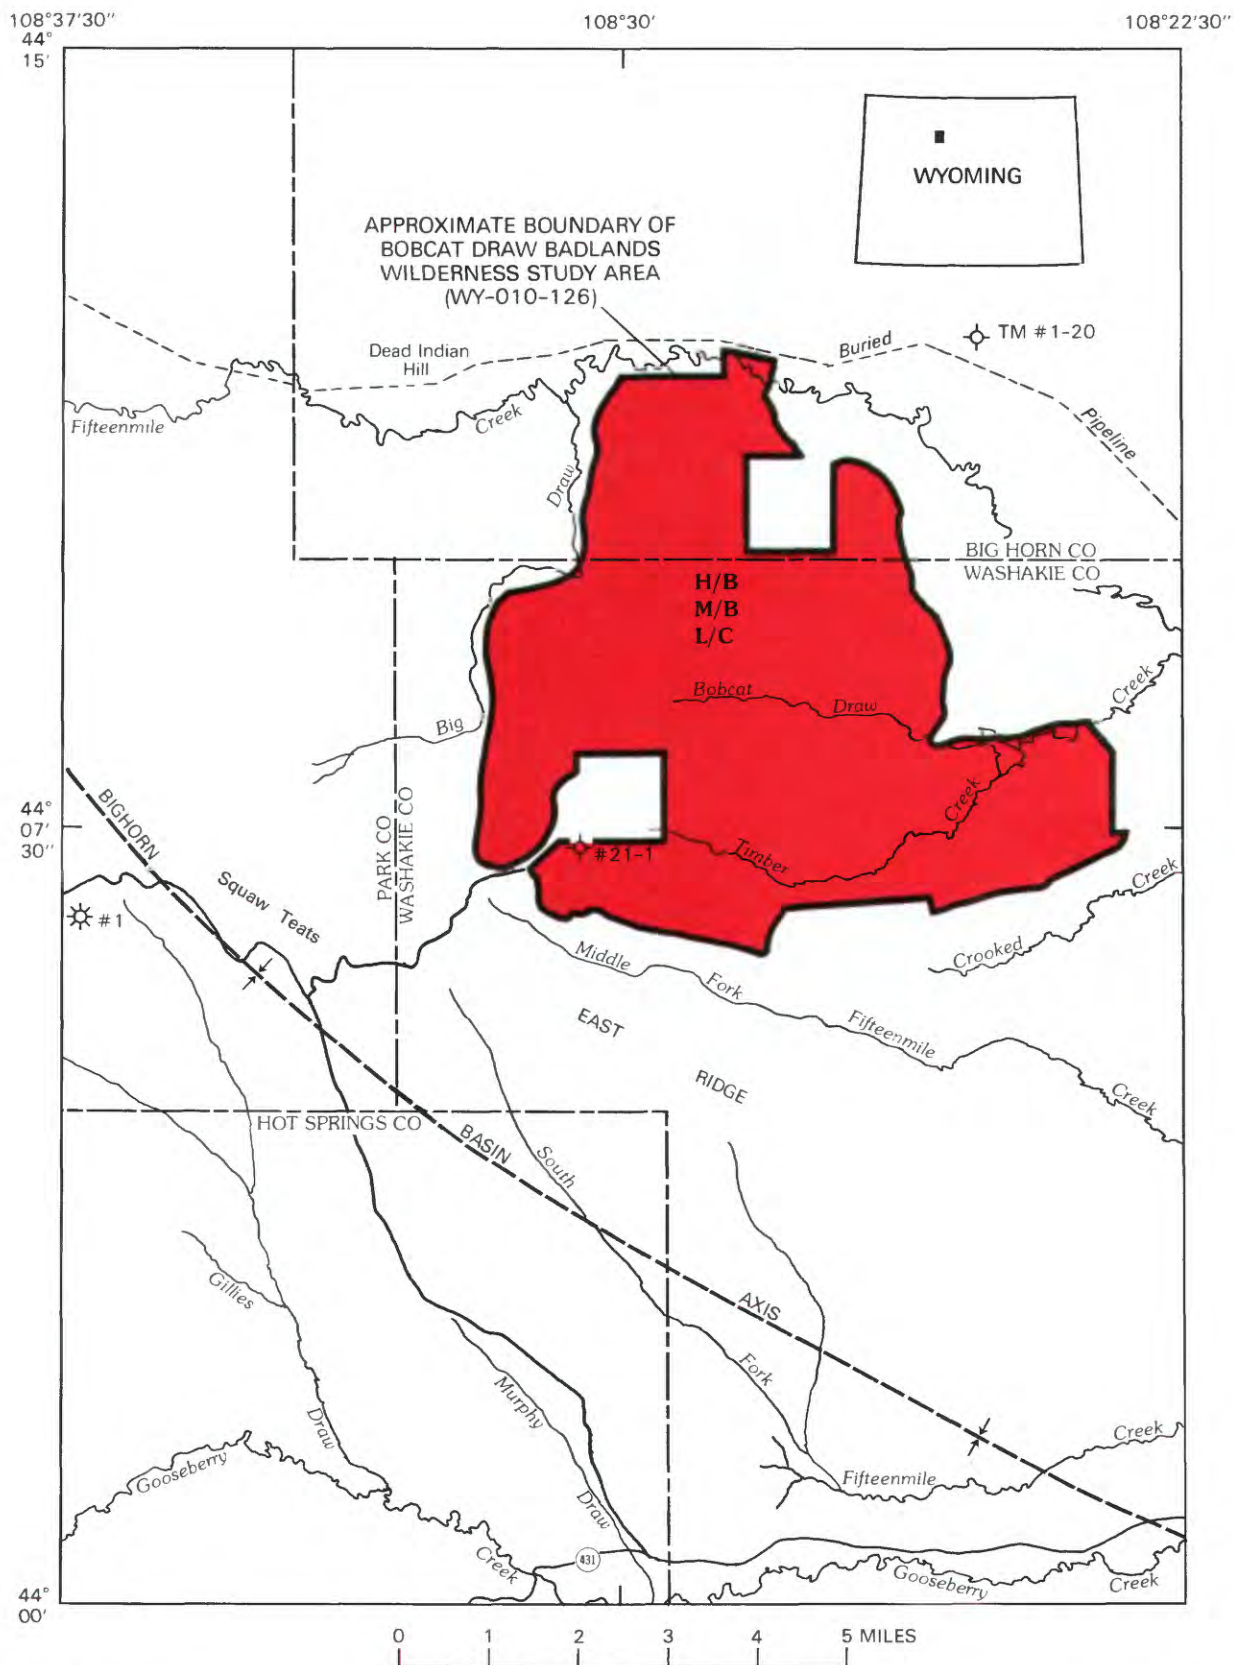 108°37'30"
108°30'
108°22'30"
44°
15'
WYOMING
APPROXIMATE BOUNDARY OF
BOBCAT DRAW BADLANDS
WILDERNESS STUDY AREA
(WY-010-126)
TM #1-20
Buried
Dead Indian
Hill
Fifteenmile
Creek
Pipeline
Draw
BIG HORN CO
WASHAKIE CO
H/B
M/B
L/C
Bobcat
Draw
Creek
Big
44°
07'
30"
BIGHORN
PARK CO
WASHAKIE CO
#21-1
Timber
Creek
Creek
Squaw Teats
#1
Middle
Fork
Crooked
EAST
Fifteenmile
RIDGE
Creek
HOT SPRINGS CO
BASIN
South
Gillies
AXIS
Fork
Murphy
Draw
Creek
Gooseberry
Fifteenmile
Draw
431
Creek
Gooseberry
Creek
44°
00'
0 1 2 3 4 5 MILES